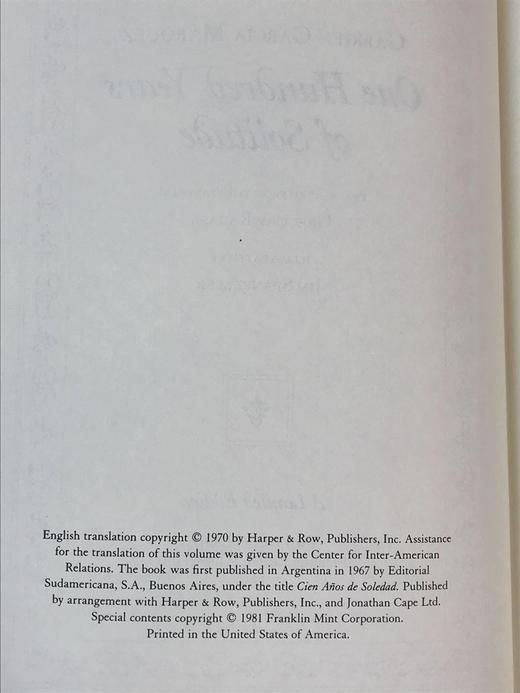 English translation copyright © 1970 by Harper & Row, Publishers, Inc. Assistance
for the translation of this volume was given by the Center for Inter-American
Relations. The book was first published in Argentina in 1967 by Editorial
Sudamericana, S.A., Buenos Aires, under the title Cien Años de Soledad. Published
by arrangement with Harper & Row, Publishers, Inc., and Jonathan Cape Ltd.
Special contents copyright © 1981 Franklin Mint Corporation.
Printed in the United States of America.